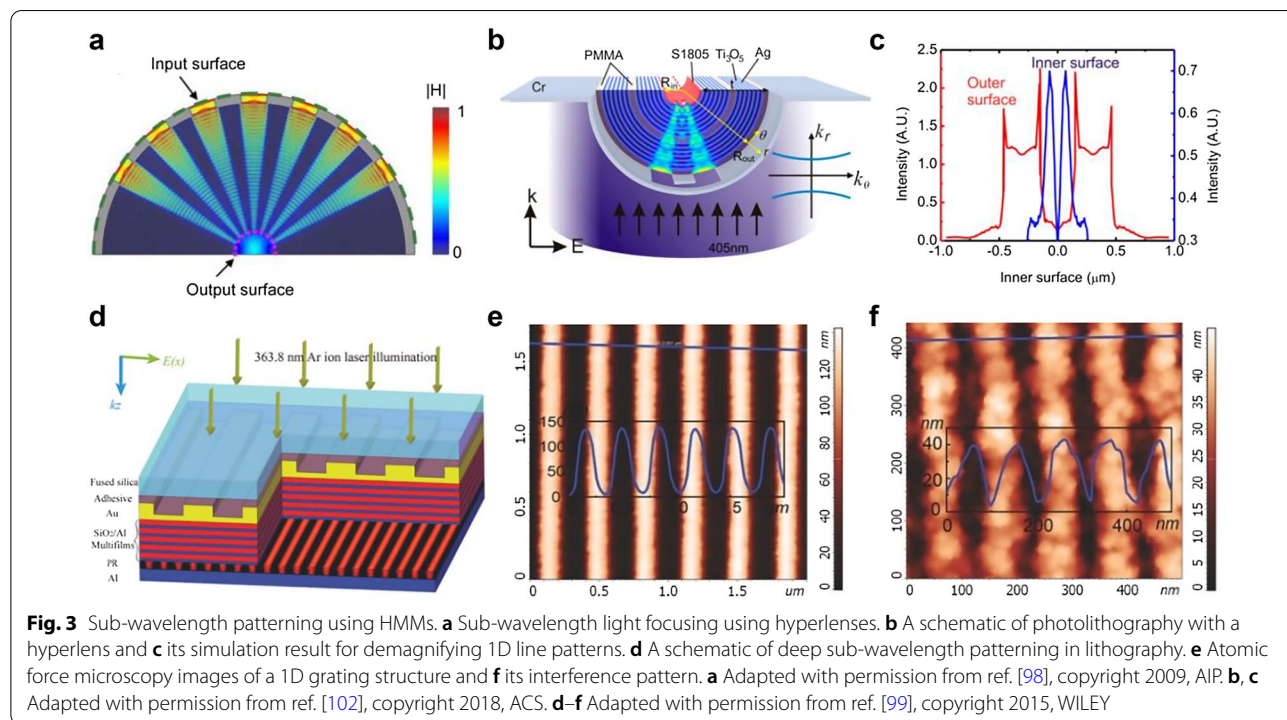 a
Input surface
Output surface
|H|
1
0
b
PMMA
S1805
Ti₃O₅
Ag
Cr
R_in
t
θ
r
R_out
k_r
k_θ
k
E
405nm
c
Inner surface
Outer
surface
Intensity (A.U.)
2.5
2.0
1.5
1.0
0.5
0.0
0.7
0.6
0.5
0.4
0.3
Intensity (A.U.)
-1.0 -0.5 0.0 0.5 1.0
Inner surface (μm)
d
363.8 nm Ar ion laser illumination
E(x)
kz
Fused silica
Adhesive
Au
SiO₂/Al
Multifilms
PR
Al
e
1.5
1.0
0.5
0
150
100
50
0
0 0.5 1.0 1.5 um
nm
120
100
80
60
40
20
0
f
400
300
200
100
0
nm
40
20
0
0 200 400 nm
0 100 200 300 400 nm
nm
45
40
35
30
25
20
15
10
5
0
Fig. 3 Sub-wavelength patterning using HMMs. a Sub-wavelength light focusing using hyperlenses. b A schematic of photolithography with a
hyperlens and c its simulation result for demagnifying 1D line patterns. d A schematic of deep sub-wavelength patterning in lithography. e Atomic
force microscopy images of a 1D grating structure and f its interference pattern. a Adapted with permission from ref. [98], copyright 2009, AIP. b, c
Adapted with permission from ref. [102], copyright 2018, ACS. d–f Adapted with permission from ref. [99], copyright 2015, WILEY